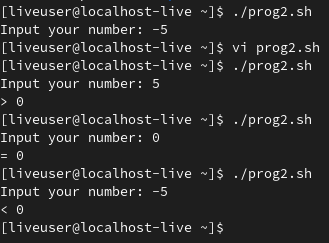 [liveuser@localhost-live ~]$ ./prog2.sh
Input your number: -5
[liveuser@localhost-live ~]$ vi prog2.sh
[liveuser@localhost-live ~]$ ./prog2.sh
Input your number: 5
> 0
[liveuser@localhost-live ~]$ ./prog2.sh
Input your number: 0
= 0
[liveuser@localhost-live ~]$ ./prog2.sh
Input your number: -5
< 0
[liveuser@localhost-live ~]$